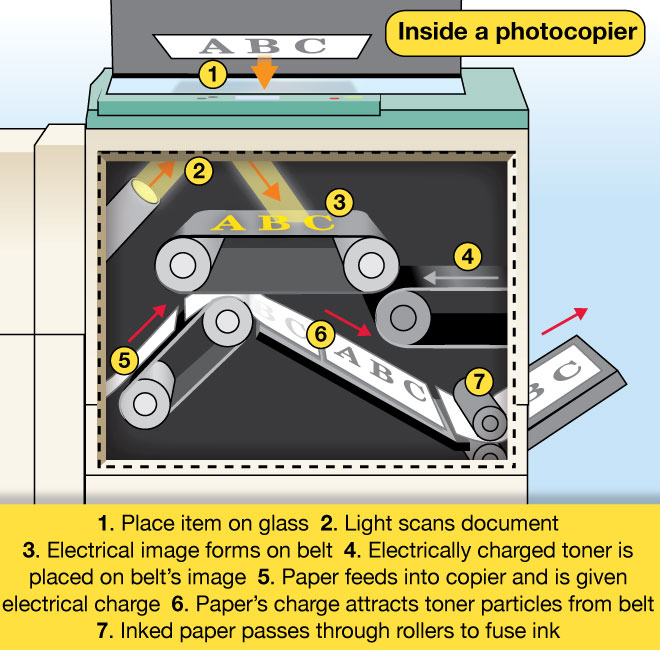 Inside a photocopier
A B C
1
2
3
A B C
4
5
6
B C
A B C
7
B C
1. Place item on glass 2. Light scans document
3. Electrical image forms on belt 4. Electrically charged toner is
placed on belt's image 5. Paper feeds into copier and is given
electrical charge 6. Paper's charge attracts toner particles from belt
7. Inked paper passes through rollers to fuse ink